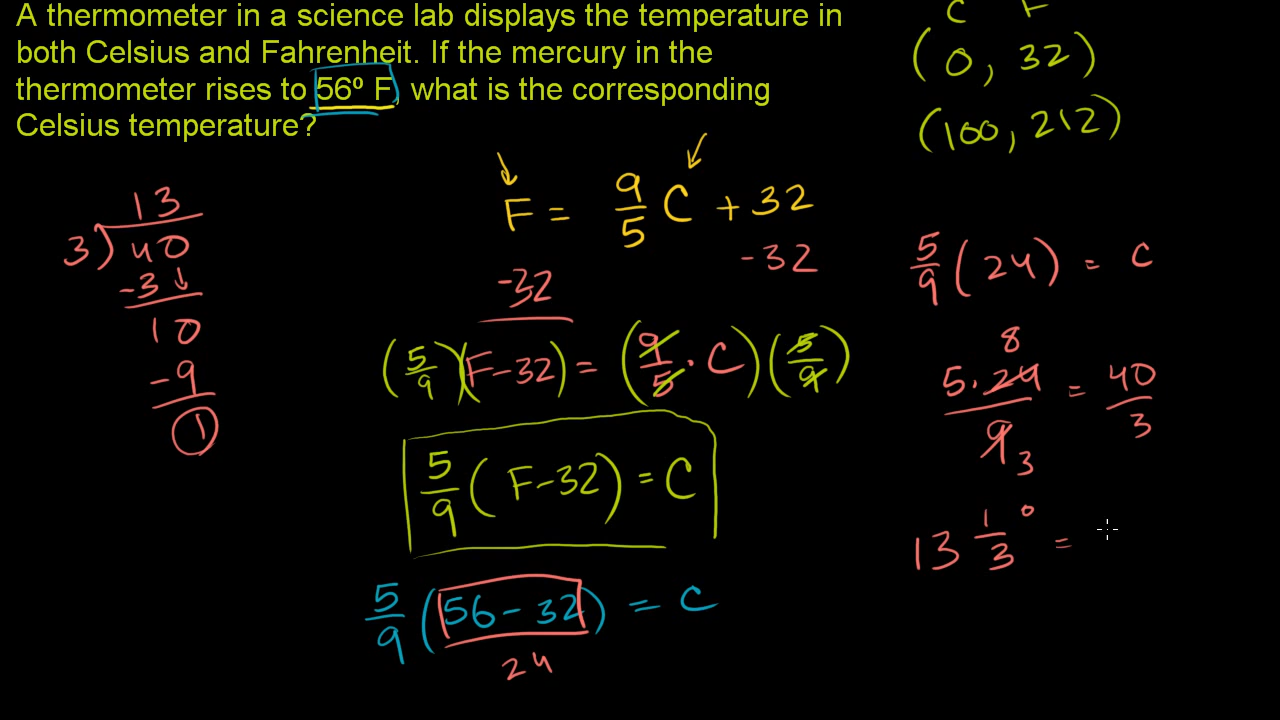 A thermometer in a science lab displays the temperature in
both Celsius and Fahrenheit. If the mercury in the
thermometer rises to 56º F, what is the corresponding
Celsius temperature?
C F
(0, 32)
(100, 212)
F = 9/5 C + 32
-32 -32
(5/9)(F-32) = (9/5 · C)(5/9)
5/9 (F-32) = C
5/9 (56-32) = C
24
13
3)40
-3↓
10
-9
1
5/9 (24) = C
8
5·24/9 = 40/3
3
13 1/3° =